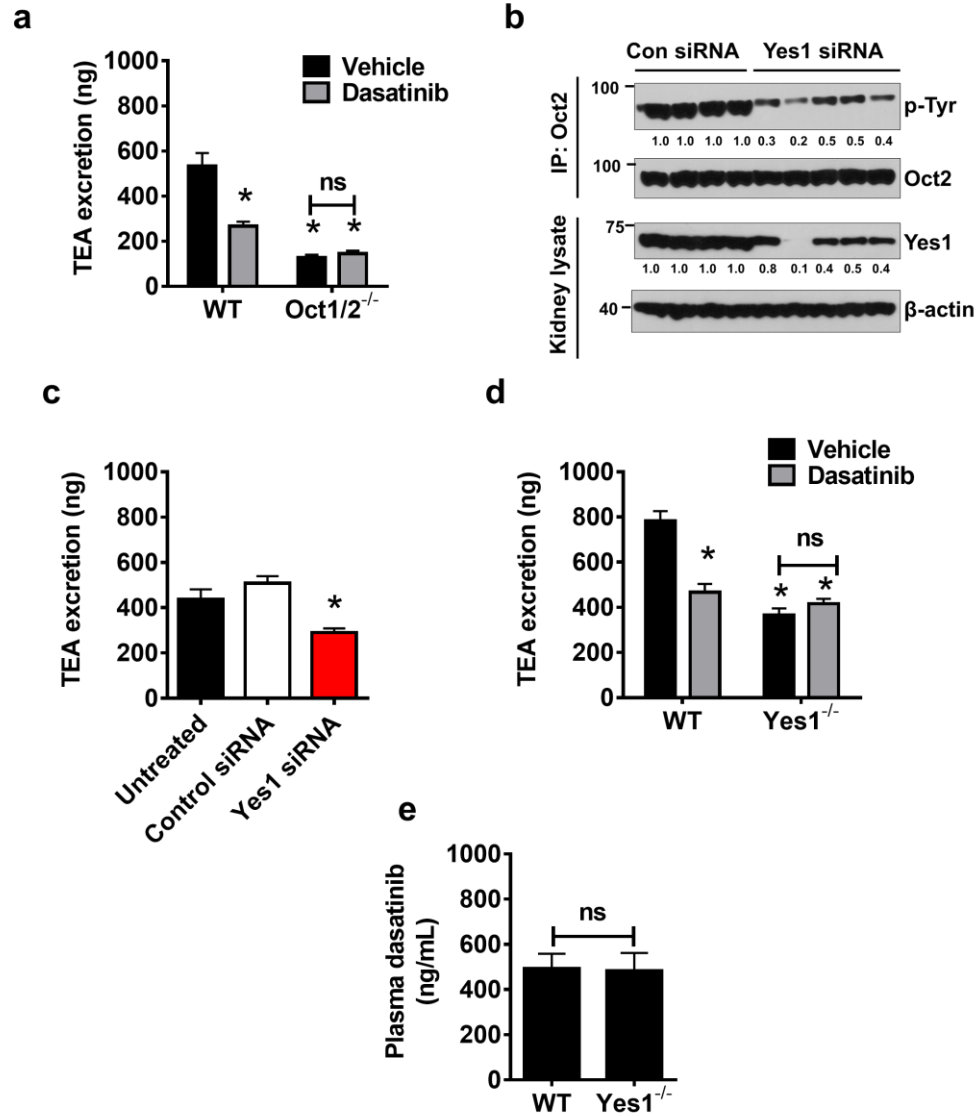 a
1000
800
600
400
200
0
TEA excretion (ng)
Vehicle
Dasatinib
*
ns
* *
WT Oct1/2-/-
b
Con siRNA Yes1 siRNA
IP: Oct2
100 p-Tyr
1.0 1.0 1.0 1.0 0.3 0.2 0.5 0.5 0.4
100 Oct2
Kidney lysate
75 Yes1
1.0 1.0 1.0 1.0 0.8 0.1 0.4 0.5 0.4
40 β-actin
c
1000
800
600
400
200
0
TEA excretion (ng)
*
Untreated
Control siRNA
Yes1 siRNA
d
Vehicle
Dasatinib
1000
800
600
400
200
0
TEA excretion (ng)
*
ns
* *
WT Yes1-/-
e
1000
800
600
400
200
0
Plasma dasatinib
(ng/mL)
ns
WT Yes1-/-